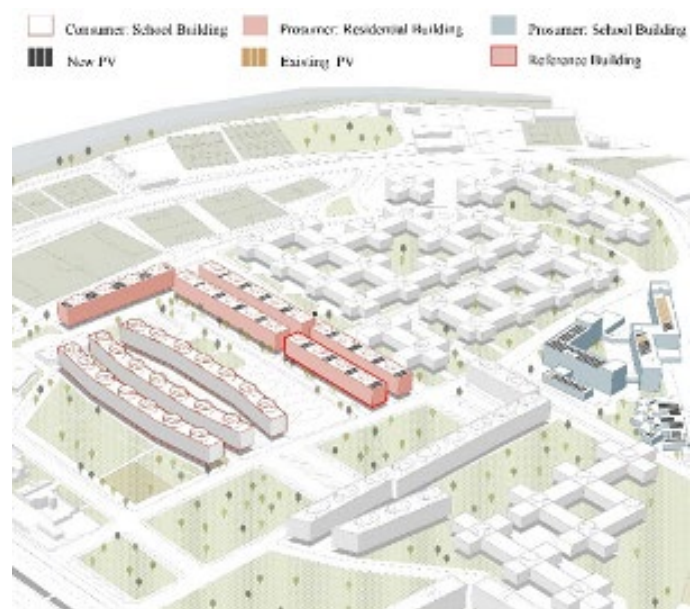 Consumer: School Building
Prosumer: Residential Building
Prosumer: School Building
New PV
Existing PV
Reference Building